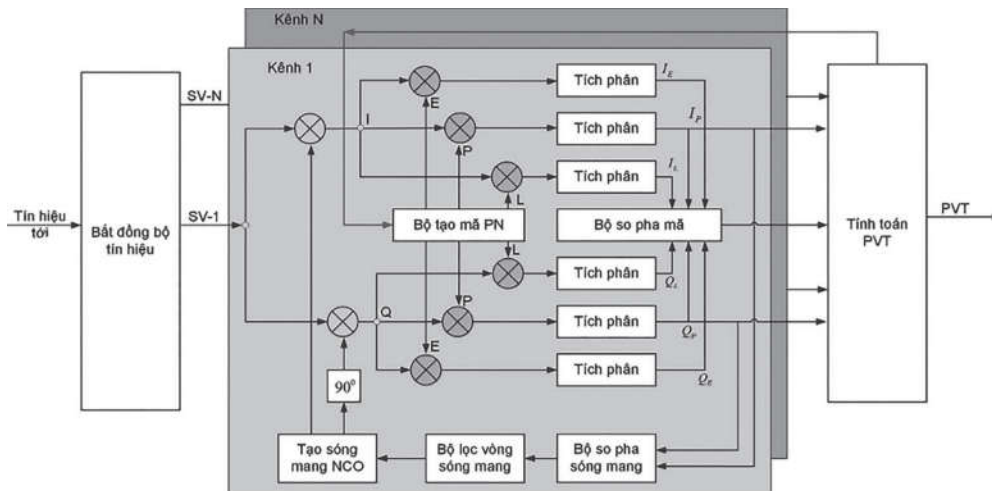 Kênh N
Kênh 1
SV-N
SV-1
Tín hiệu
tới
Bắt đồng bộ
tín hiệu
I
Q
E
P
L
L
P
E
Bộ tạo mã PN
90⁰
Tích phân
Tích phân
Tích phân
Bộ so pha mã
Tích phân
Tích phân
Tích phân
I_E
I_P
I_L
Q_L
Q_P
Q_E
Tạo sóng
mang NCO
Bộ lọc vòng
sóng mang
Bộ so pha
sóng mang
Tính toán
PVT
PVT